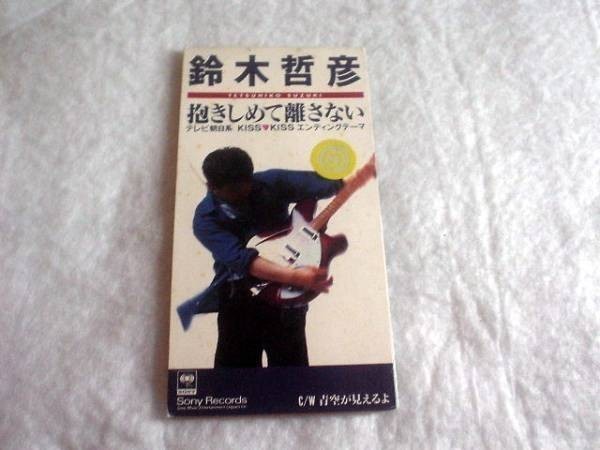 鈴木哲彦
TETSUHIKO SUZUKI
抱きしめて離さない
テレビ朝日系 KISS♥KISS エンディングテーマ
SONY
Sony Records
C/W 青空が見えるよ